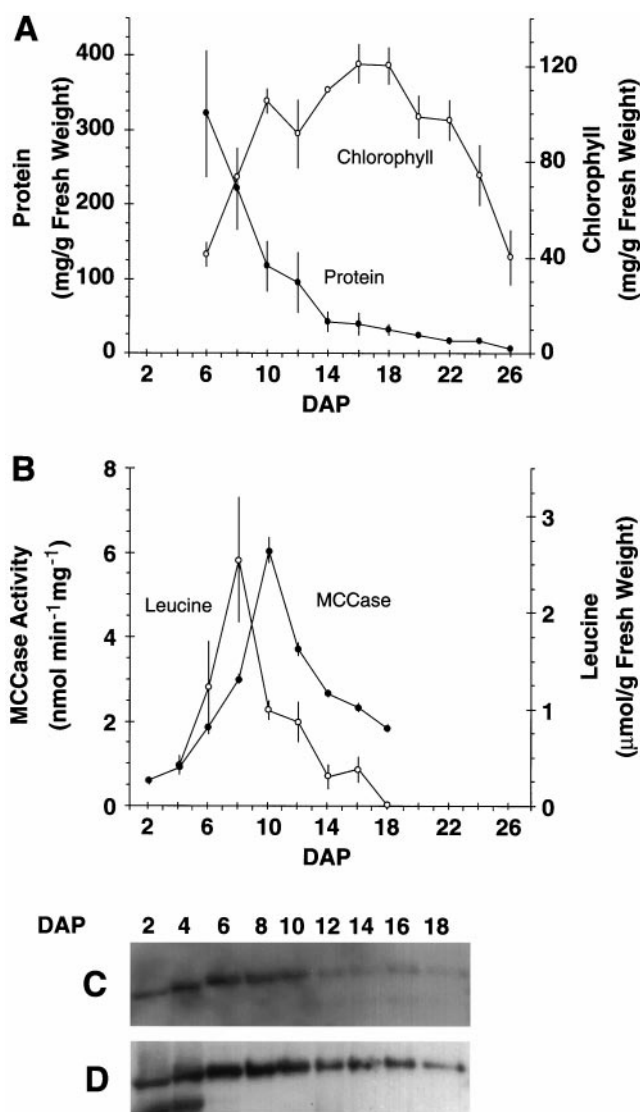 A
Protein
(mg/g Fresh Weight)
400
300
200
100
0
Chlorophyll
Protein
120
80
40
0
Chlorophyll
(mg/g Fresh Weight)
2 6 10 14 18 22 26
DAP
B
MCCase Activity
(nmol min⁻¹mg⁻¹)
8
6
4
2
0
Leucine
MCCase
3
2
1
0
Leucine
(μmol/g Fresh Weight)
2 6 10 14 18 22 26
DAP
DAP 2 4 6 8 10 12 14 16 18
C
D